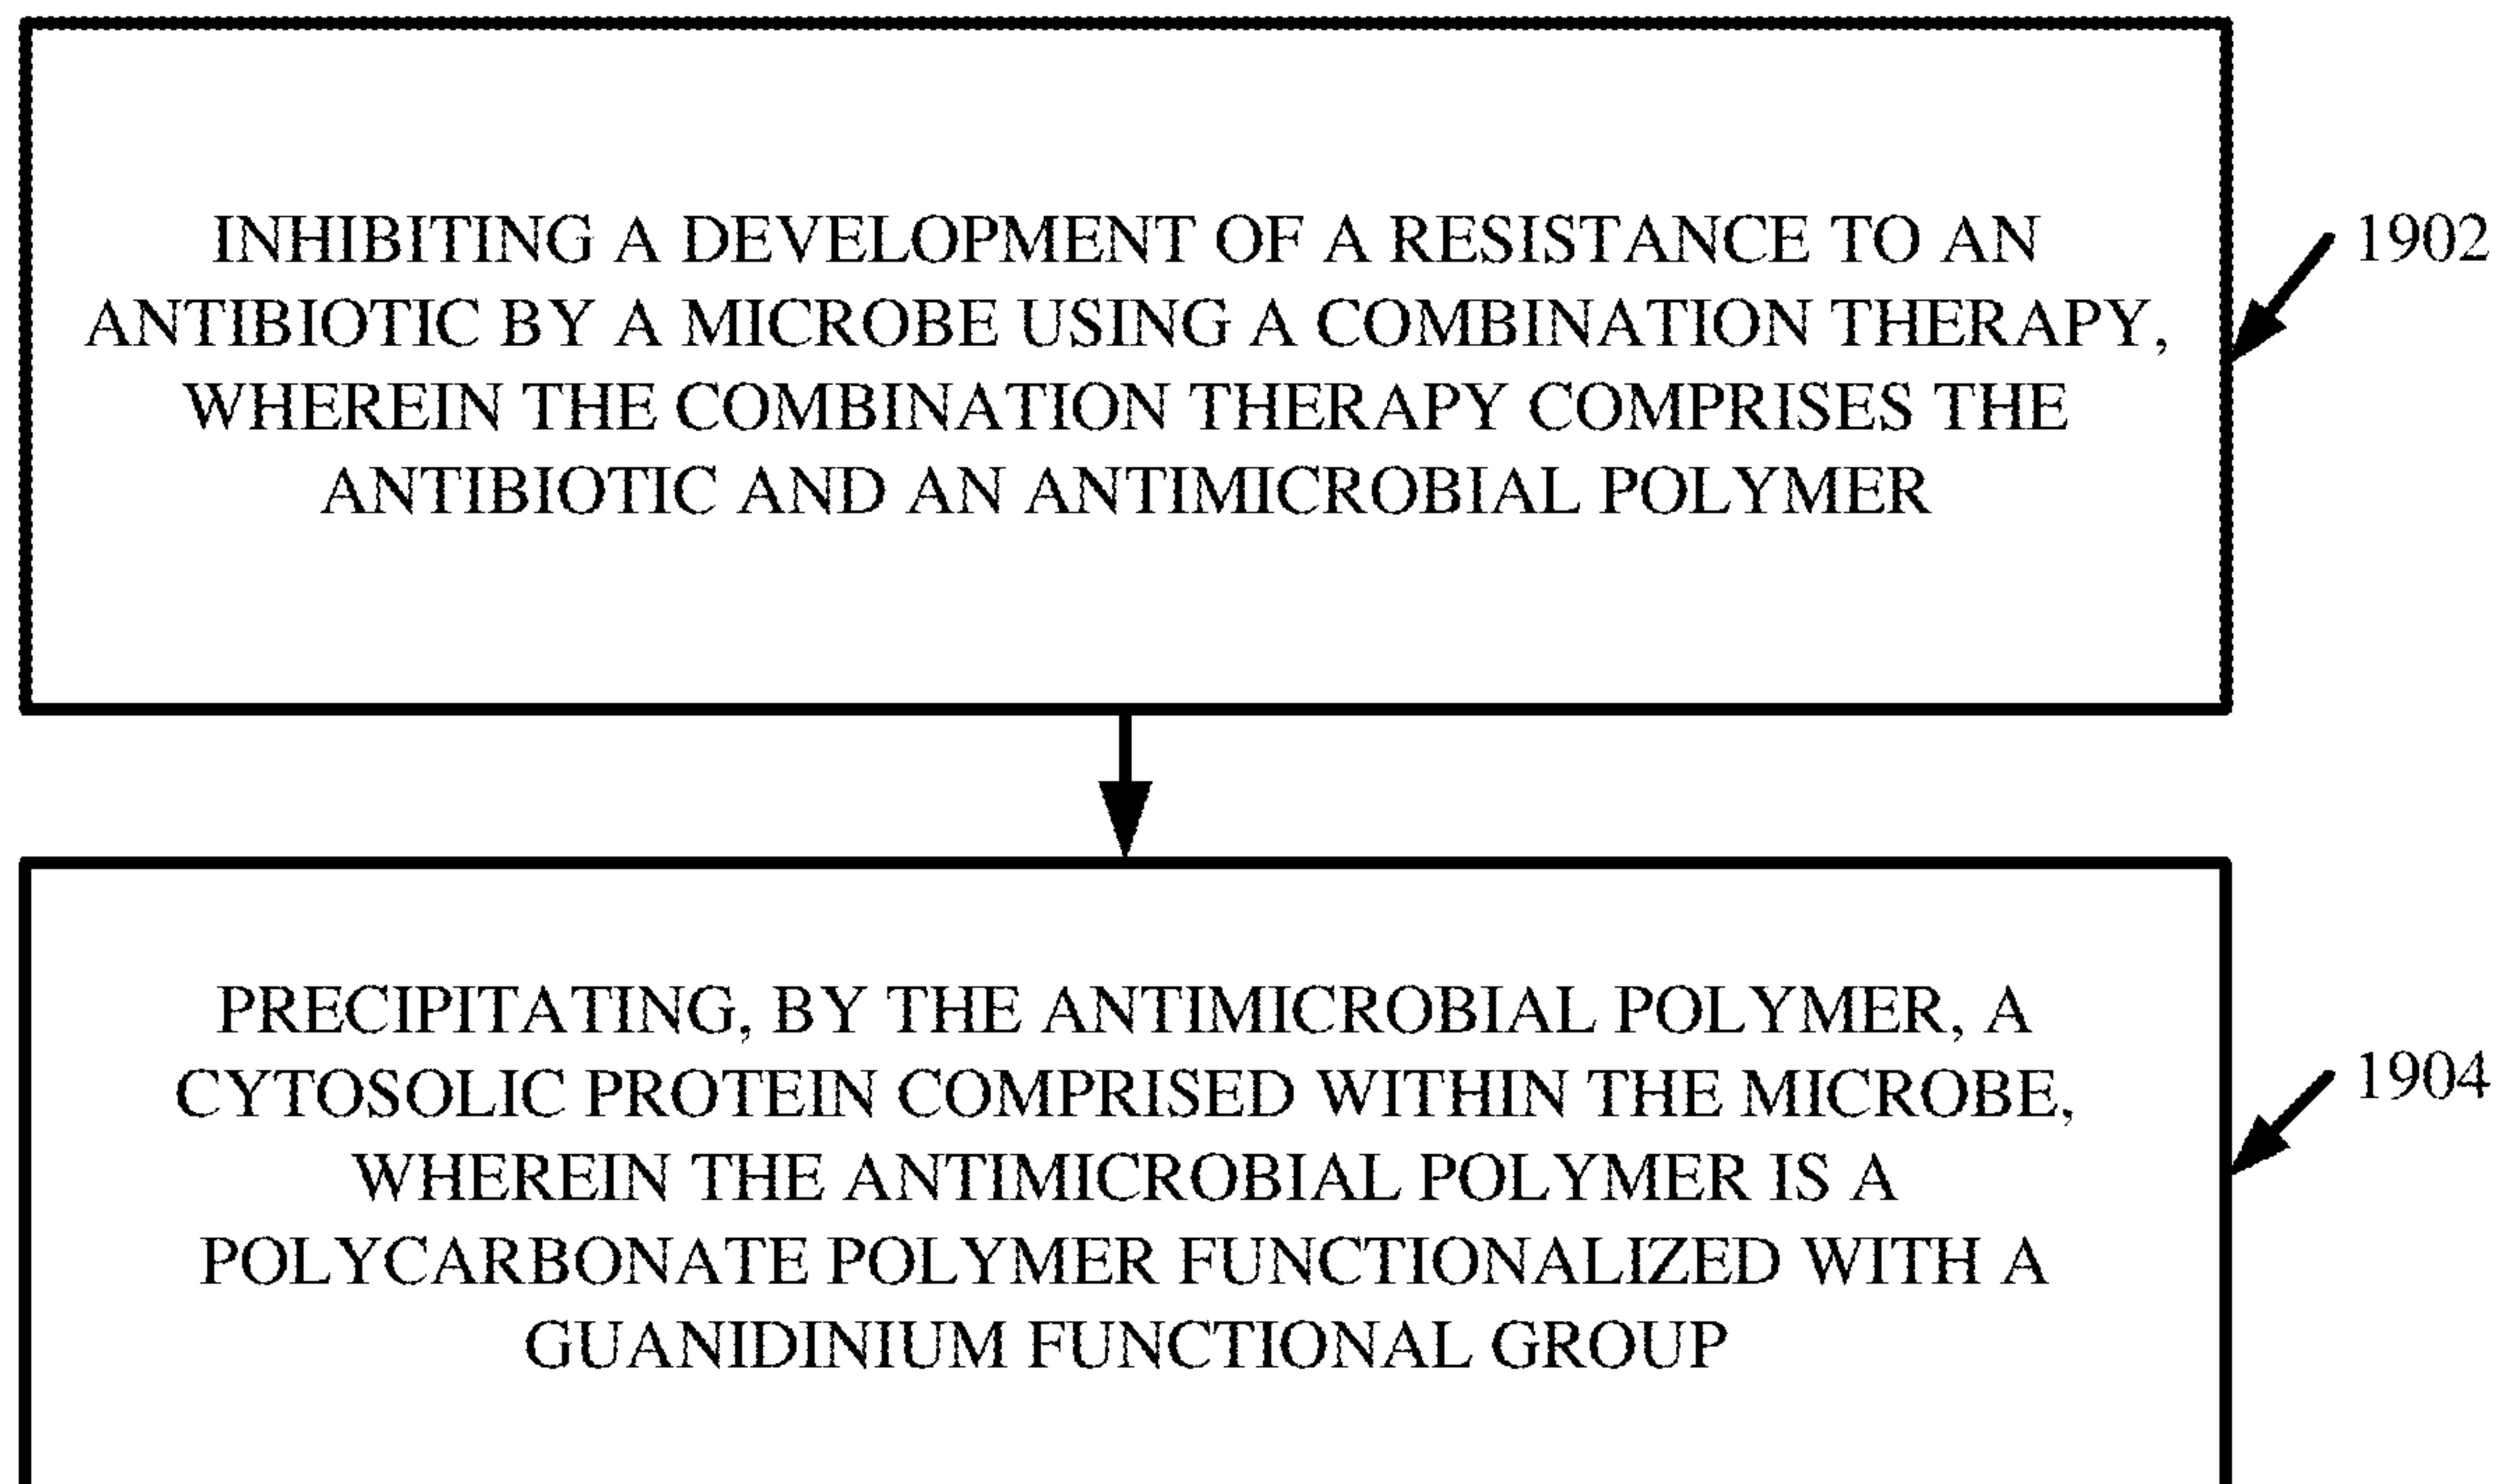 INHIBITING A DEVELOPMENT OF A RESISTANCE TO AN
ANTIBIOTIC BY A MICROBE USING A COMBINATION THERAPY,
WHEREIN THE COMBINATION THERAPY COMPRISES THE
ANTIBIOTIC AND AN ANTIMICROBIAL POLYMER
1902
PRECIPITATING, BY THE ANTIMICROBIAL POLYMER, A
CYTOSOLIC PROTEIN COMPRISED WITHIN THE MICROBE,
WHEREIN THE ANTIMICROBIAL POLYMER IS A
POLYCARBONATE POLYMER FUNCTIONALIZED WITH A
GUANIDINIUM FUNCTIONAL GROUP
1904